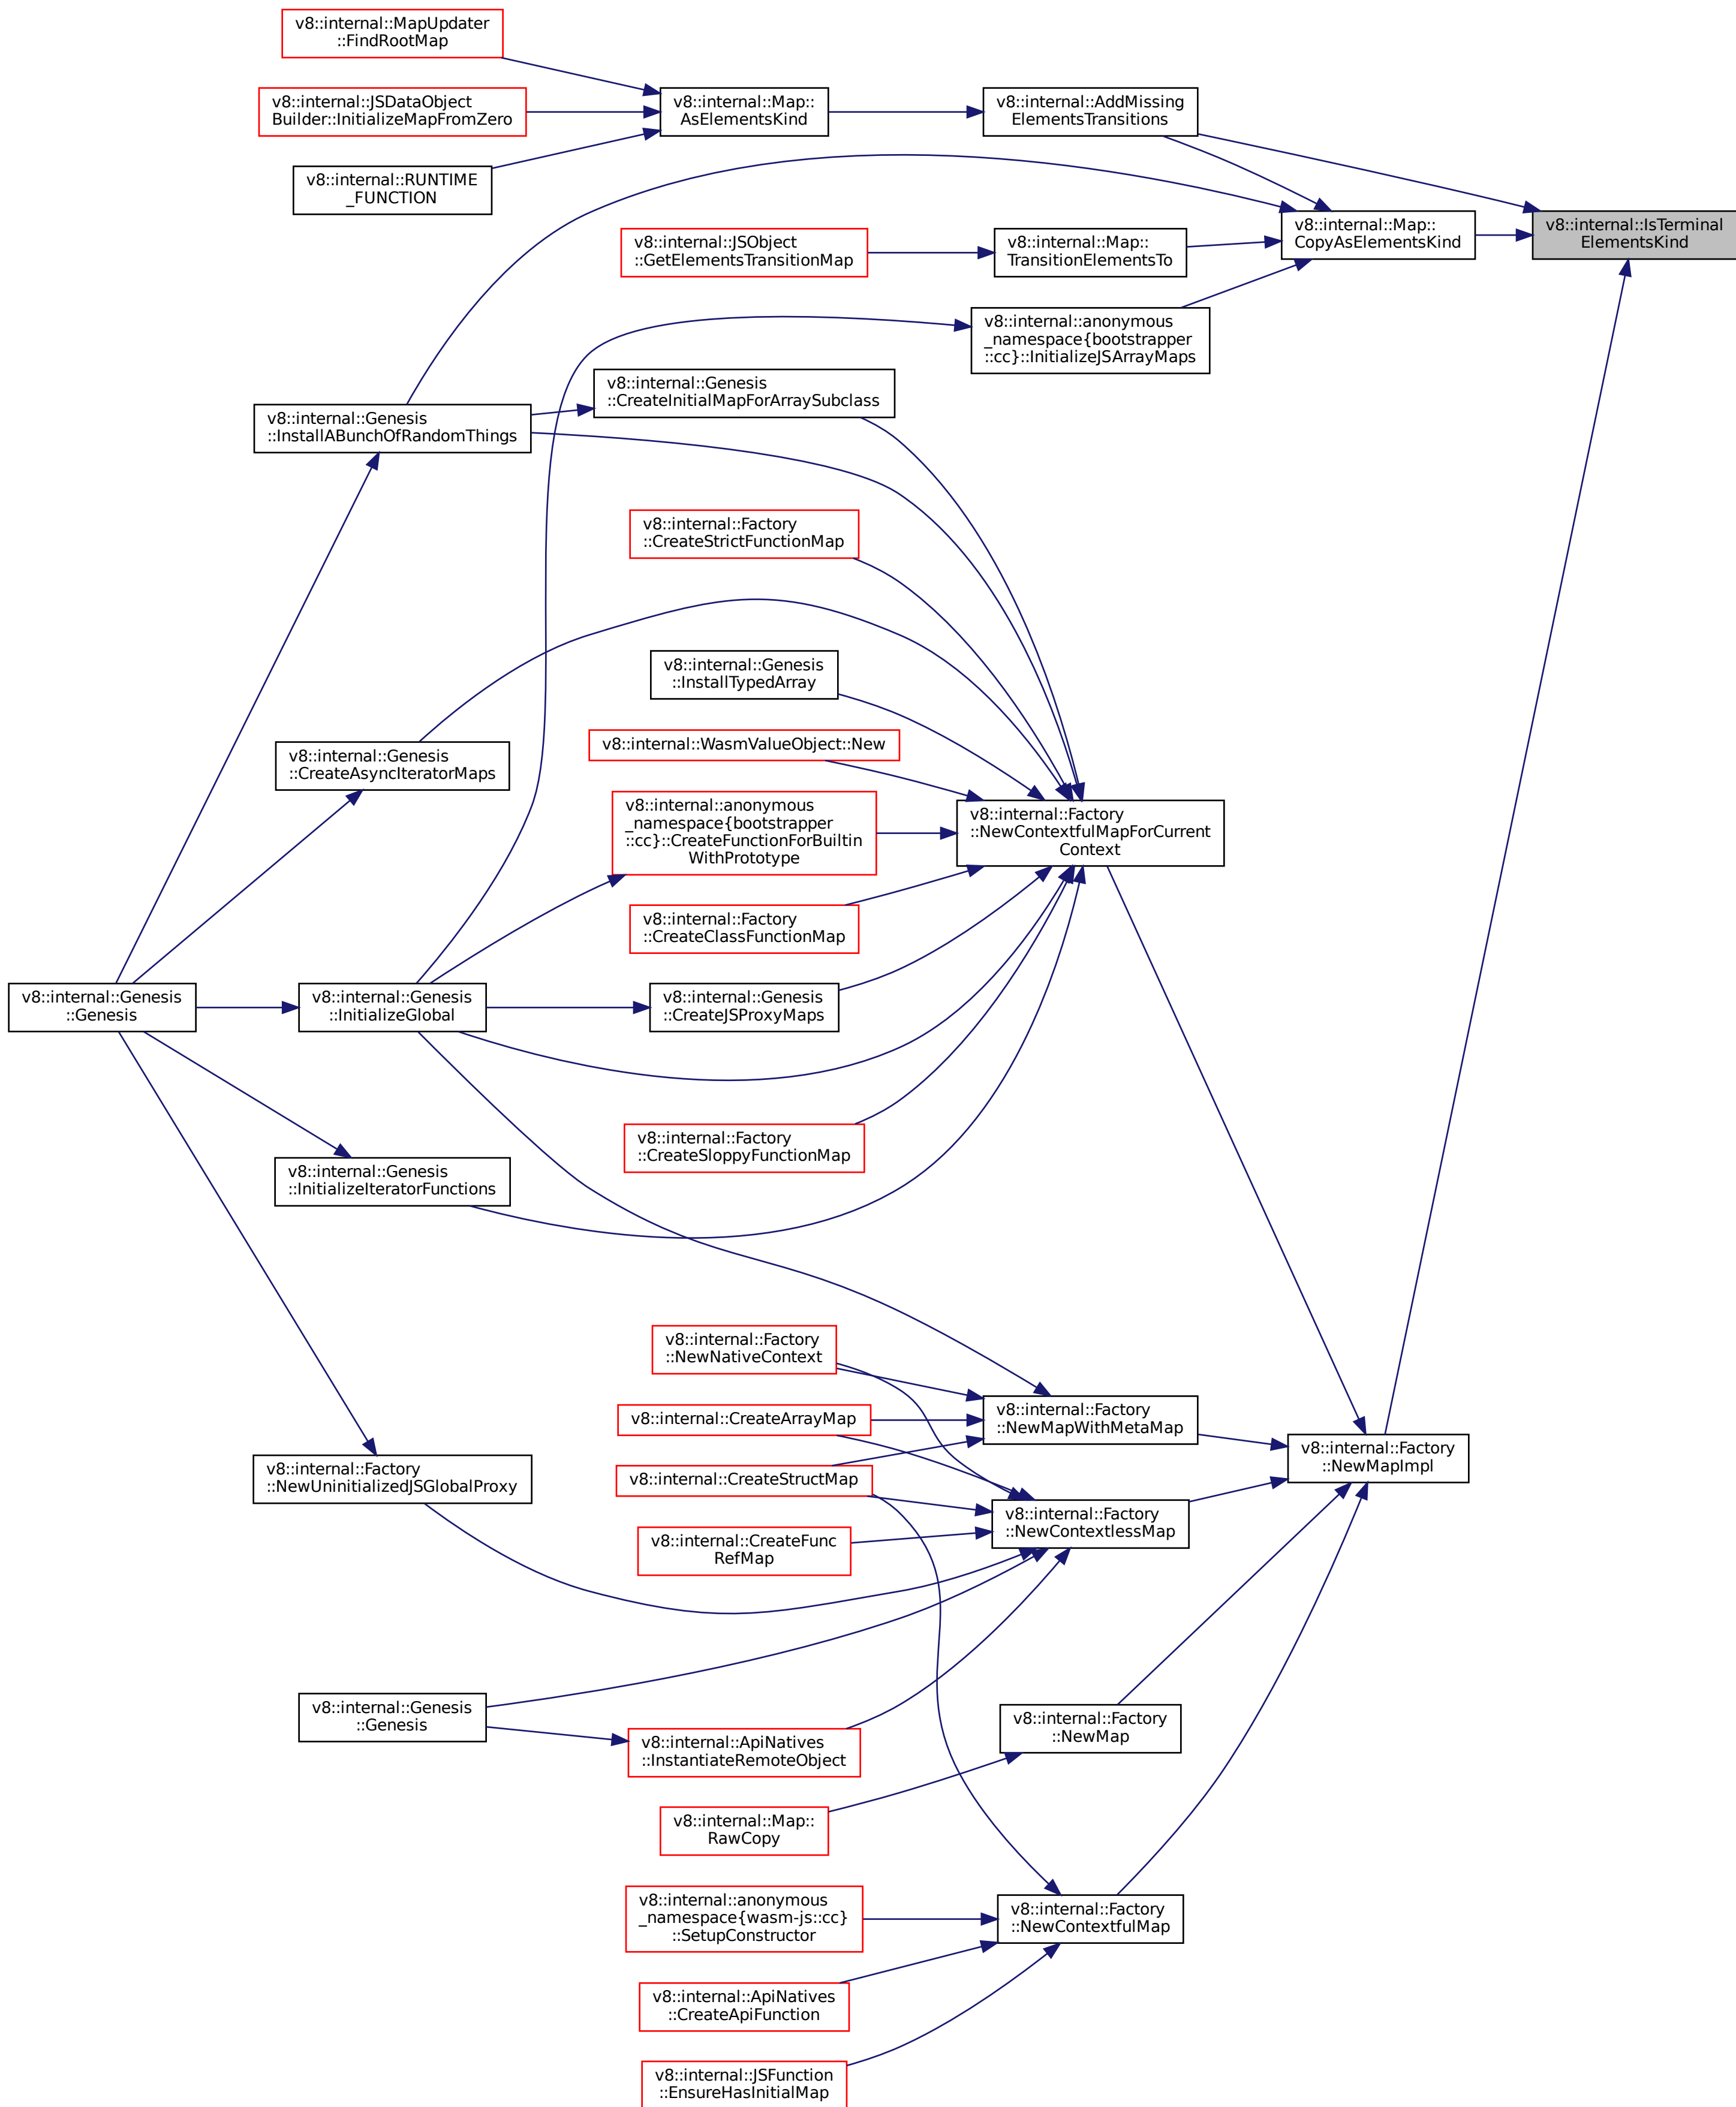 v8::internal::MapUpdater
::FindRootMap
v8::internal::JSDataObject
Builder::InitializeMapFromZero
v8::internal::Map::
AsElementsKind
v8::internal::AddMissing
ElementsTransitions
v8::internal::RUNTIME
_FUNCTION
v8::internal::JSObject
::GetElementsTransitionMap
v8::internal::Map::
TransitionElementsTo
v8::internal::Map::
CopyAsElementsKind
v8::internal::IsTerminal
ElementsKind
v8::internal::anonymous
_namespace{bootstrapper
::cc}::InitializeJSArrayMaps
v8::internal::Genesis
::CreateInitialMapForArraySubclass
v8::internal::Genesis
::InstallABunchOfRandomThings
v8::internal::Factory
::CreateStrictFunctionMap
v8::internal::Genesis
::InstallTypedArray
v8::internal::WasmValueObject::New
v8::internal::Genesis
::CreateAsyncIteratorMaps
v8::internal::anonymous
_namespace{bootstrapper
::cc}::CreateFunctionForBuiltin
WithPrototype
v8::internal::Factory
::NewContextfulMapForCurrent
Context
v8::internal::Factory
::CreateClassFunctionMap
v8::internal::Genesis
::Genesis
v8::internal::Genesis
::InitializeGlobal
v8::internal::Genesis
::CreateJSProxyMaps
v8::internal::Factory
::CreateSloppyFunctionMap
v8::internal::Genesis
::InitializeIteratorFunctions
v8::internal::Factory
::NewNativeContext
v8::internal::CreateArrayMap
v8::internal::Factory
::NewMapWithMetaMap
v8::internal::Factory
::NewMapImpl
v8::internal::Factory
::NewUninitializedJSGlobalProxy
v8::internal::CreateStructMap
v8::internal::Factory
::NewContextlessMap
v8::internal::CreateFunc
RefMap
v8::internal::Genesis
::Genesis
v8::internal::ApiNatives
::InstantiateRemoteObject
v8::internal::Factory
::NewMap
v8::internal::Map::
RawCopy
v8::internal::anonymous
_namespace{wasm-js::cc}
::SetupConstructor
v8::internal::Factory
::NewContextfulMap
v8::internal::ApiNatives
::CreateApiFunction
v8::internal::JSFunction
::EnsureHasInitialMap